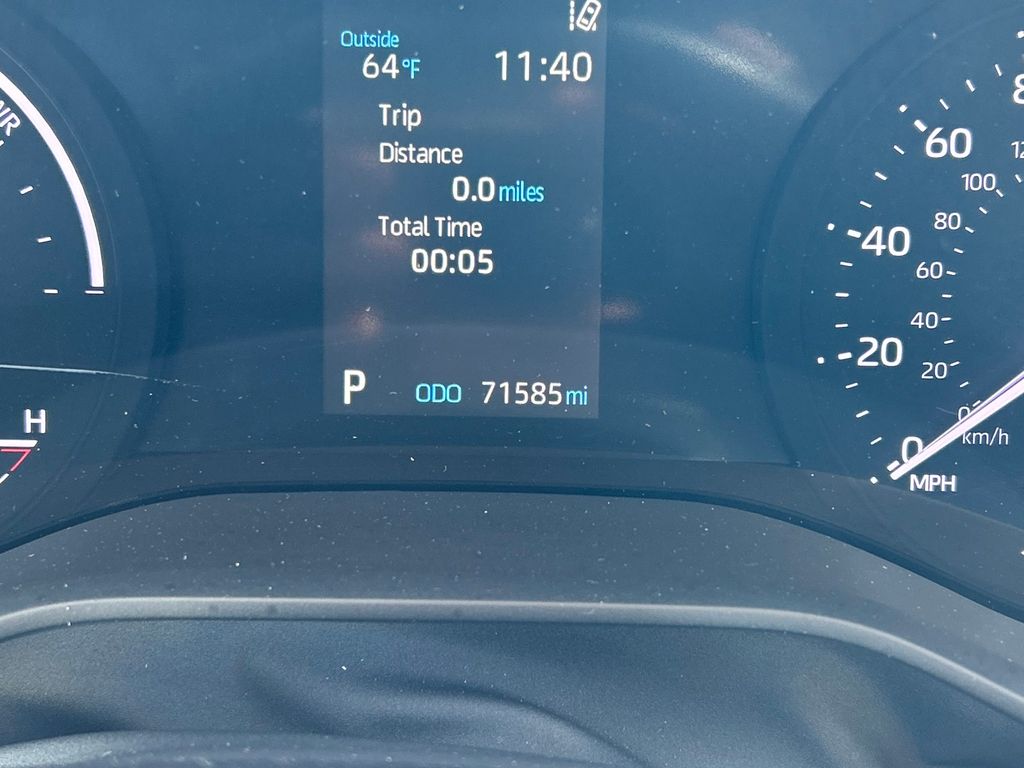 Outside
64°F 11:40
Trip
Distance
0.0 miles
Total Time
00:05
P ODO 71585 mi
H
60
40
20
0
MPH
100
80
60
40
20
0
km/h